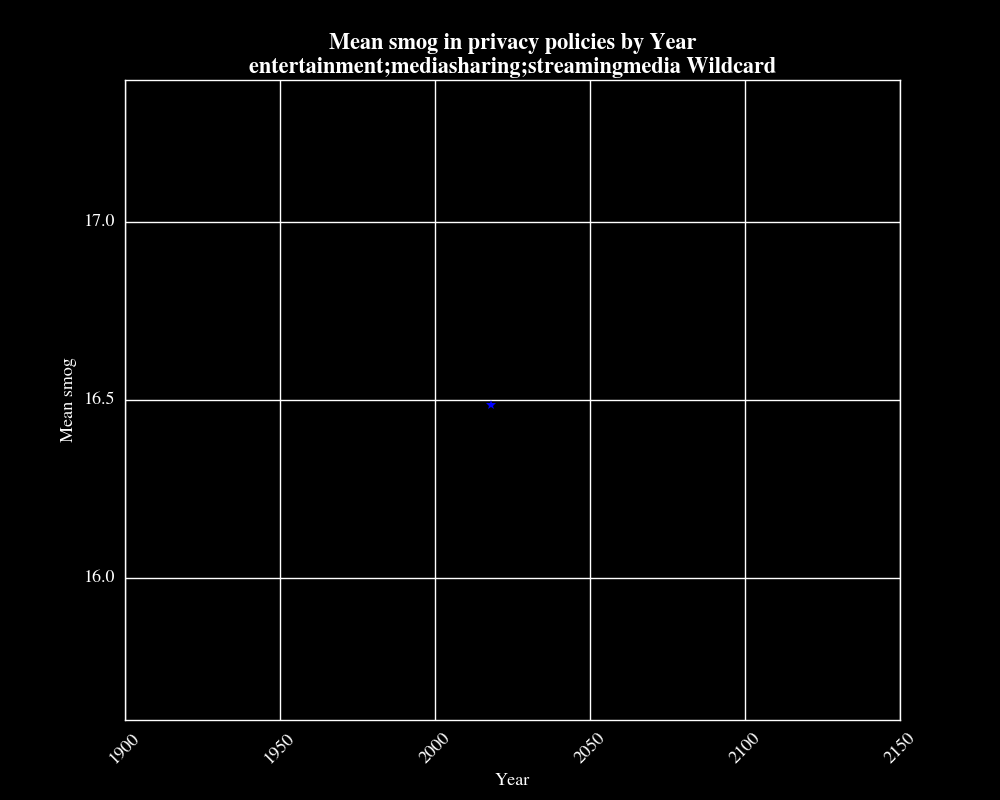 Mean smog in privacy policies by Year
entertainment;mediasharing;streamingmedia Wildcard
17.0
16.5
16.0
Mean smog
1900
1950
2000
2050
2100
2150
Year